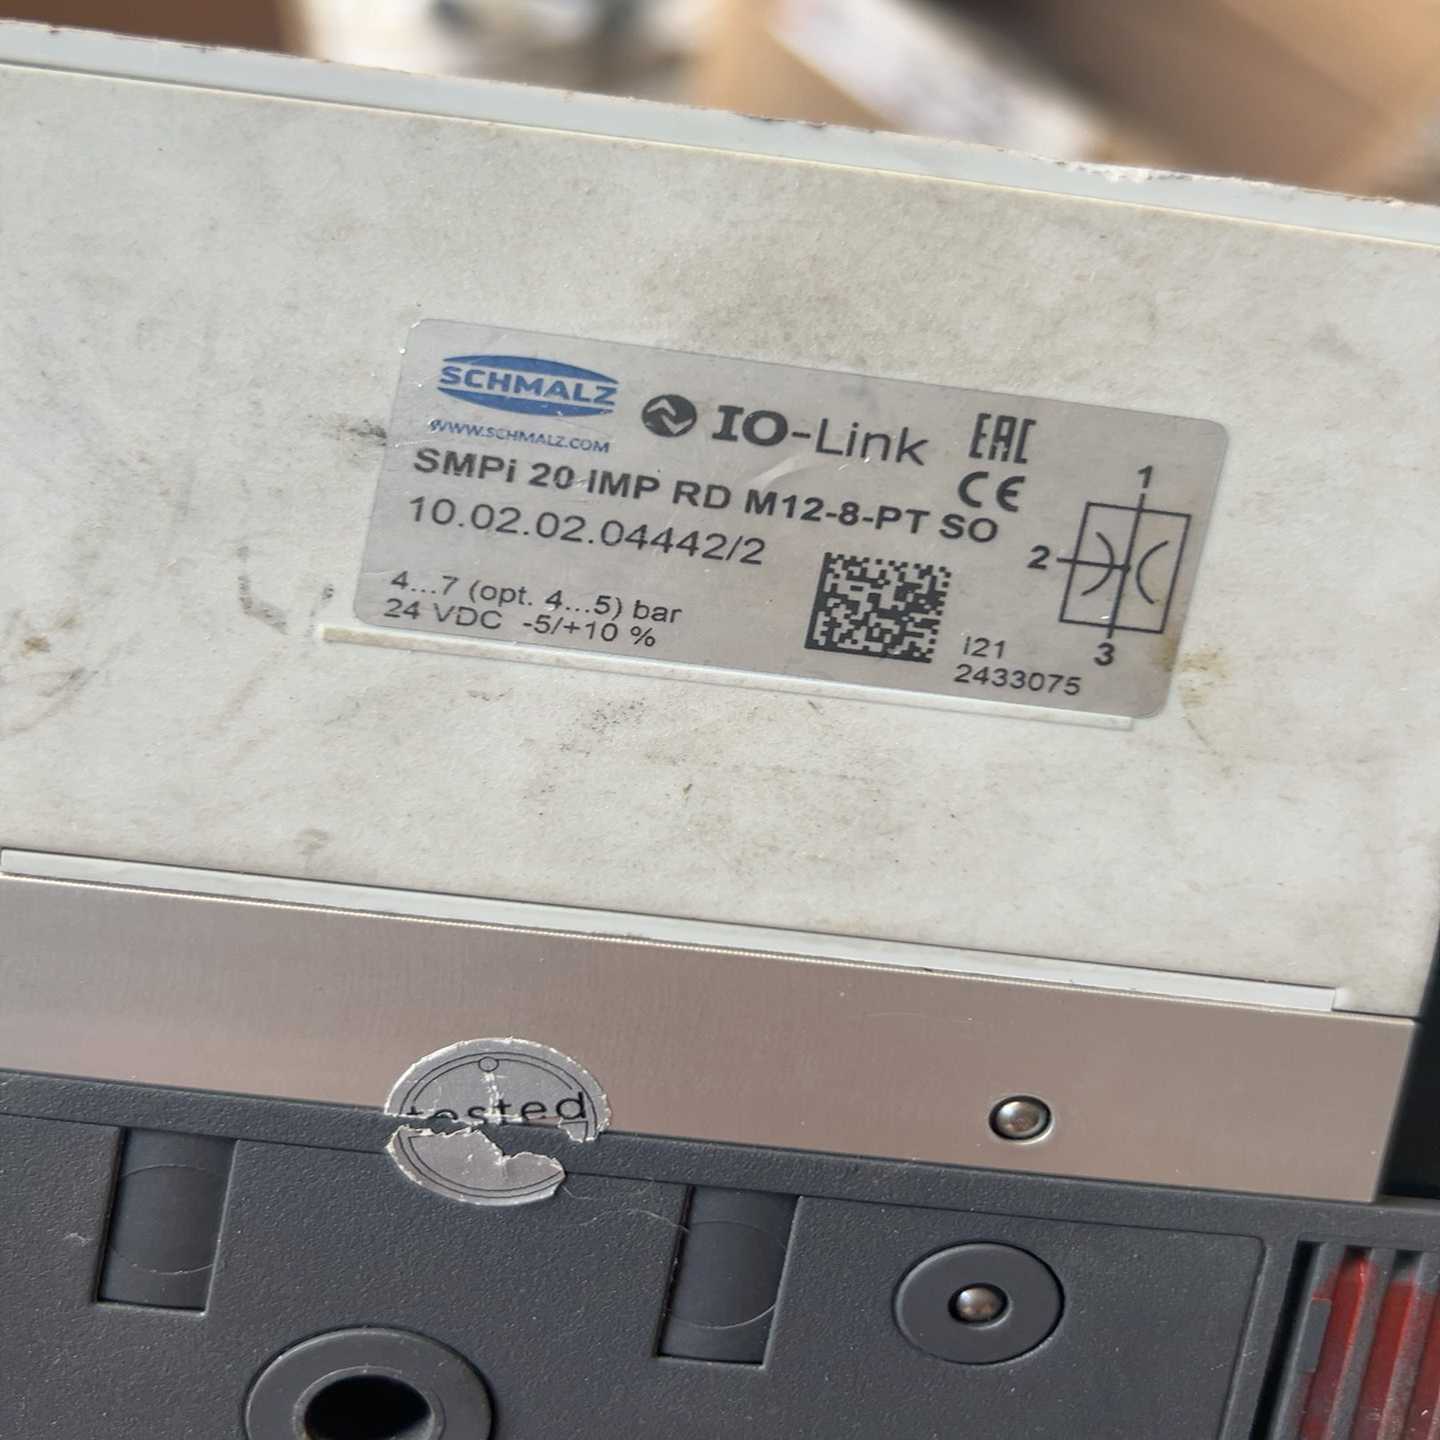 SCHMALZ
WWW.SCHMALZ.COM
IO-Link
EAC
CE
SMPi 20 IMP RD M12-8-PT SO
10.02.02.04442/2
4...7 (opt. 4...5) bar
24 VDC -5/+10 %
I21
2433075
1
2
3
tested